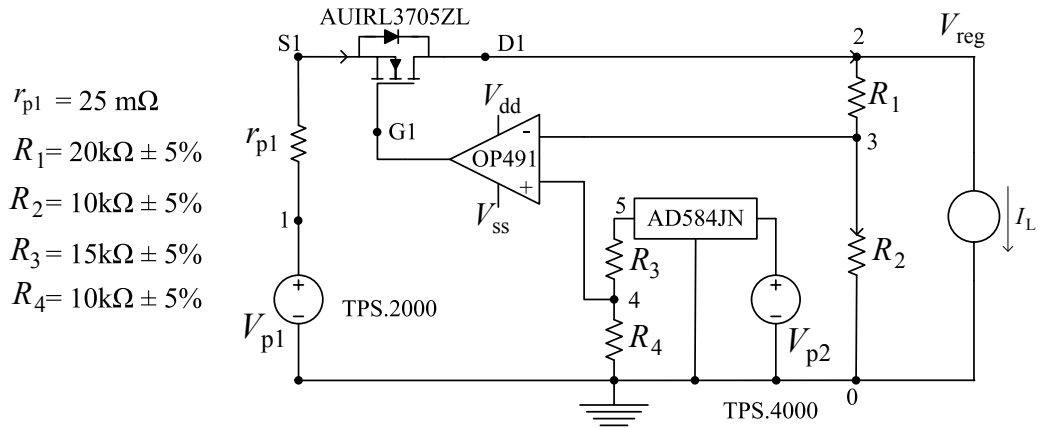 AUIRL3705ZL
S1
D1
2
V_reg
r_p1 = 25 mΩ
R_1 = 20kΩ ± 5%
R_2 = 10kΩ ± 5%
R_3 = 15kΩ ± 5%
R_4 = 10kΩ ± 5%
r_p1
G1
V_dd
-
OP491
+
V_ss
R_1
3
1
5
AD584JN
R_3
4
R_4
R_2
I_L
+
−
V_p1
TPS.2000
+
−
V_p2
TPS.4000
0